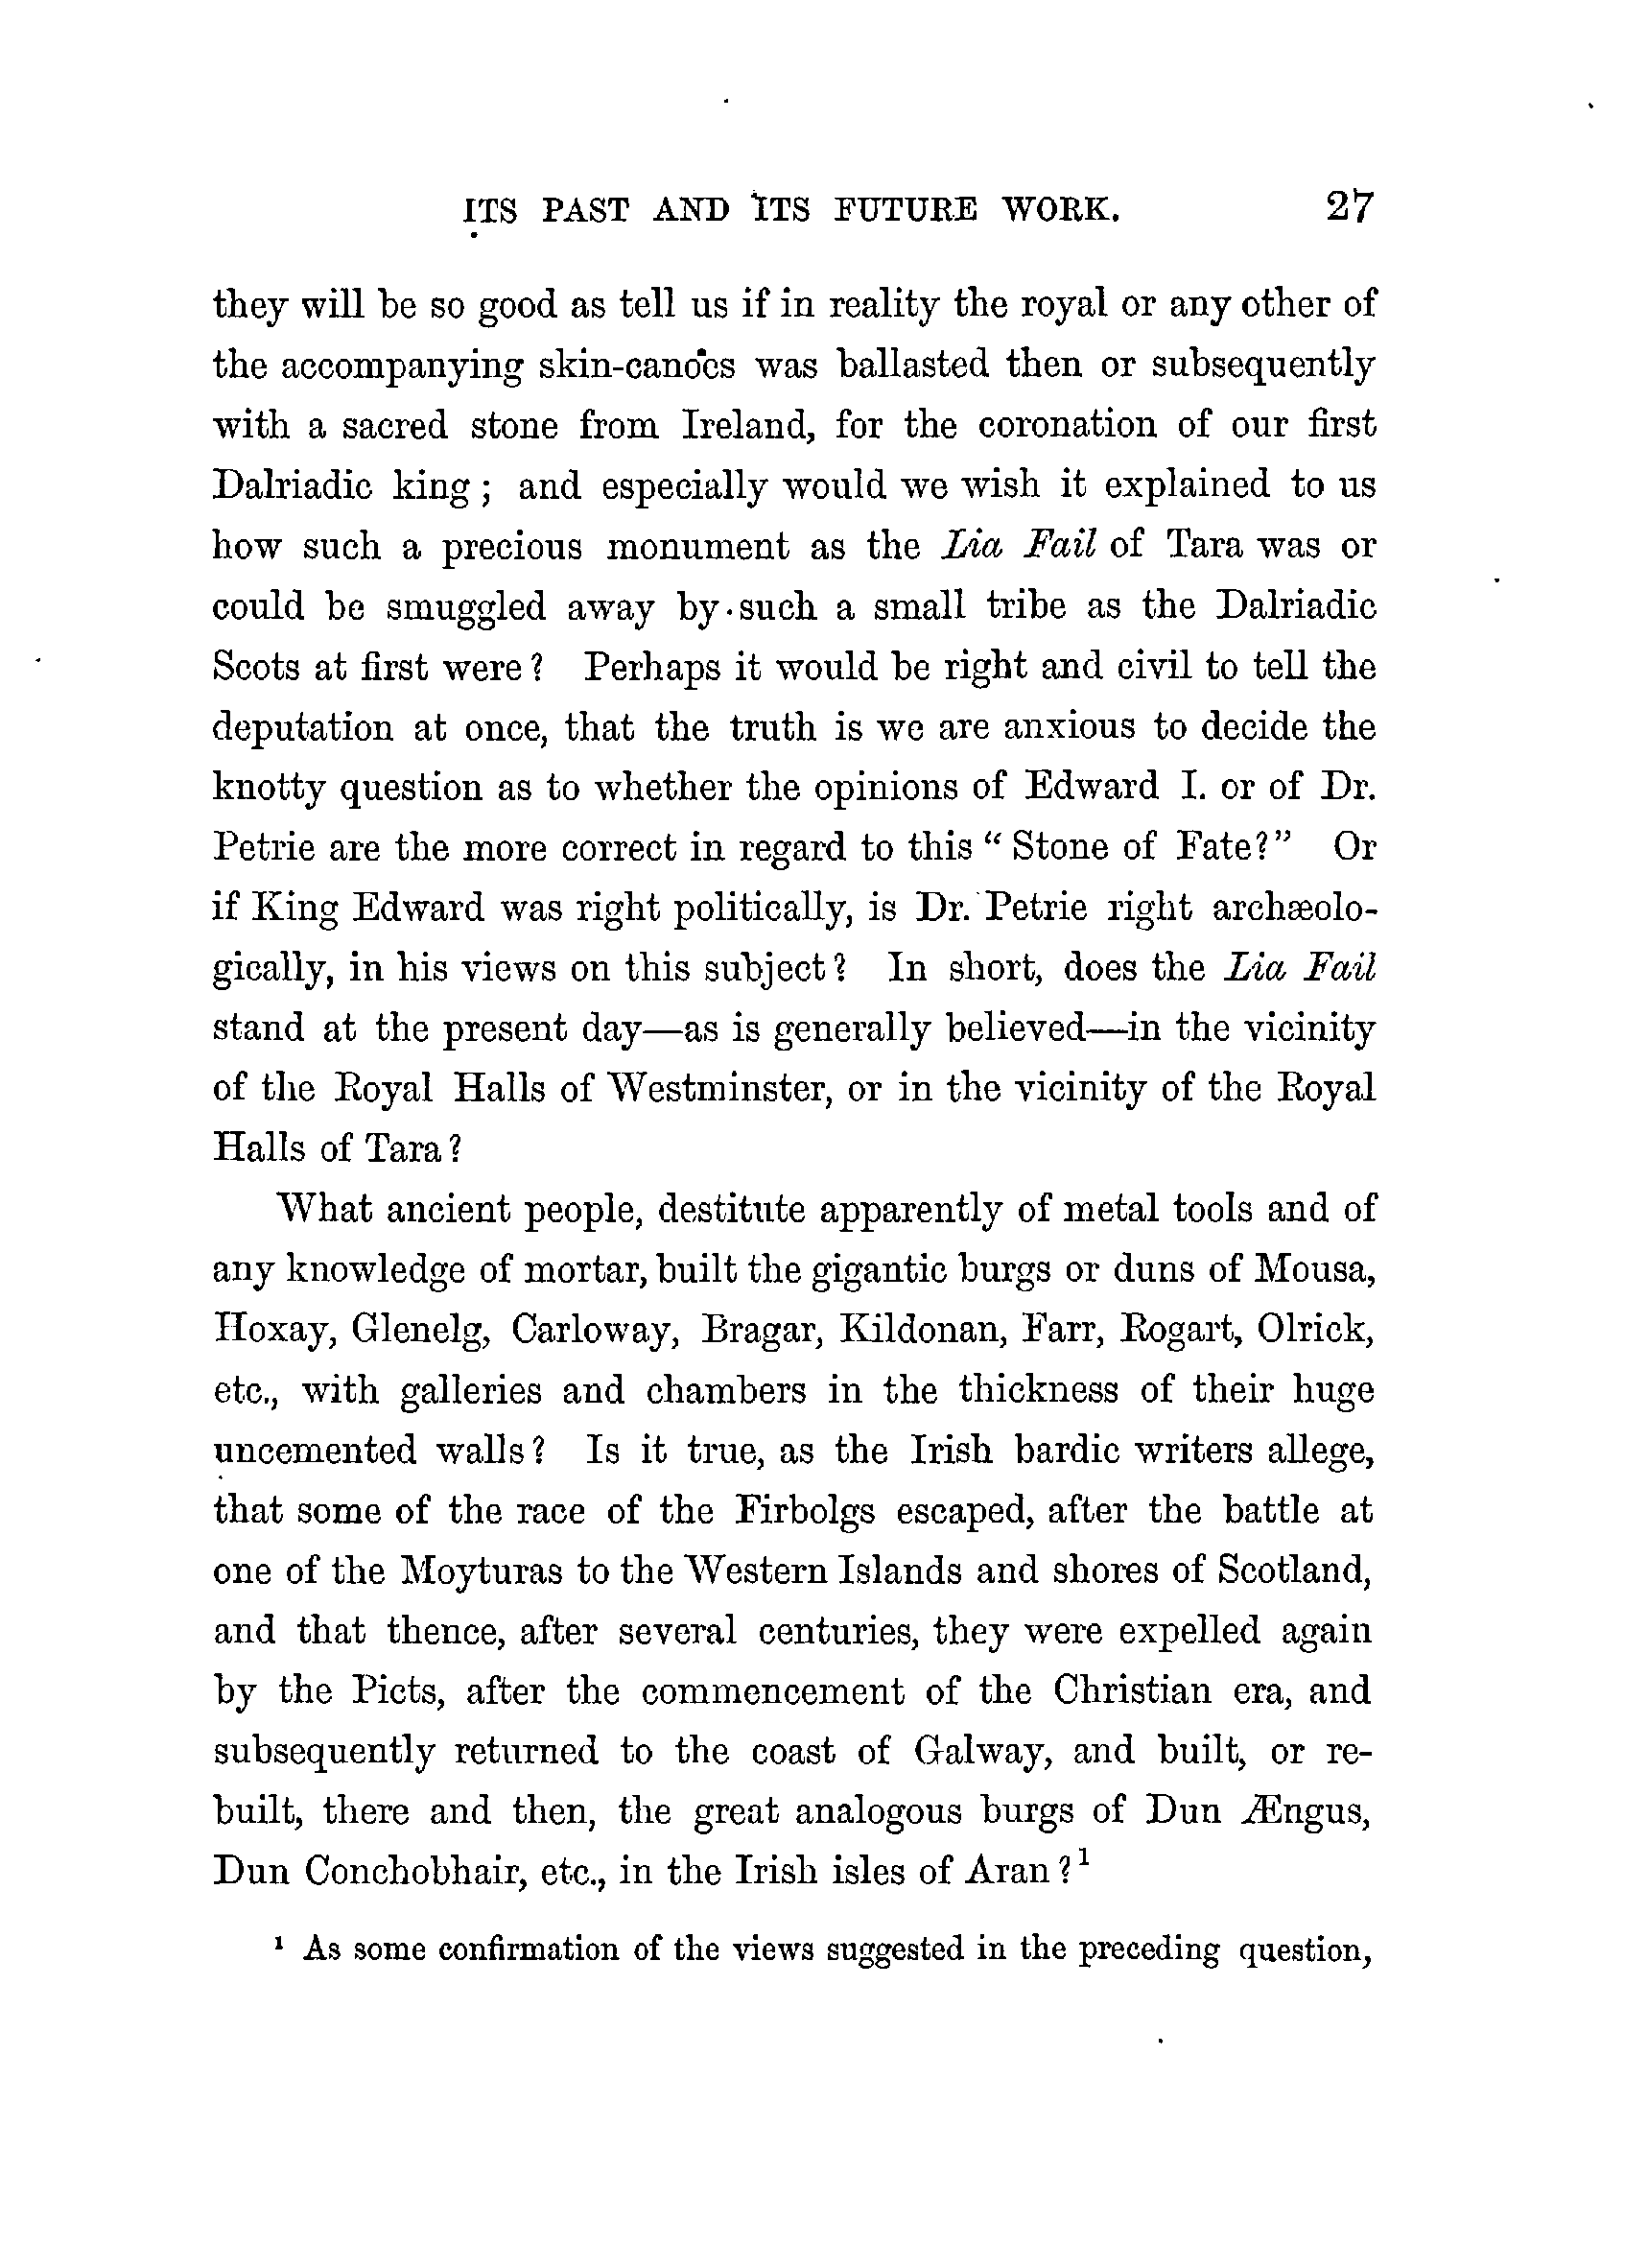 ITS PAST AND ITS FUTURE WORK. 27
they will be so good as tell us if in reality the royal or any other of
the accompanying skin-canoes was ballasted then or subsequently
with a sacred stone from Ireland, for the coronation of our first
Dalriadic king; and especially would we wish it explained to us
how such a precious monument as the Lia Fail of Tara was or
could be smuggled away by such a small tribe as the Dalriadic
Scots at first were? Perhaps it would be right and civil to tell the
deputation at once, that the truth is we are anxious to decide the
knotty question as to whether the opinions of Edward I. or of Dr.
Petrie are the more correct in regard to this "Stone of Fate?" Or
if King Edward was right politically, is Dr. Petrie right archæolo-
gically, in his views on this subject? In short, does the Lia Fail
stand at the present day—as is generally believed—in the vicinity
of the Royal Halls of Westminster, or in the vicinity of the Royal
Halls of Tara?
What ancient people, destitute apparently of metal tools and of
any knowledge of mortar, built the gigantic burgs or duns of Mousa,
Hoxay, Glenelg, Carloway, Bragar, Kildonan, Farr, Rogart, Olrick,
etc., with galleries and chambers in the thickness of their huge
uncemented walls? Is it true, as the Irish bardic writers allege,
that some of the race of the Firbolgs escaped, after the battle at
one of the Moyturas to the Western Islands and shores of Scotland,
and that thence, after several centuries, they were expelled again
by the Picts, after the commencement of the Christian era, and
subsequently returned to the coast of Galway, and built, or re-
built, there and then, the great analogous burgs of Dun Ængus,
Dun Conchobhair, etc., in the Irish isles of Aran?¹
¹ As some confirmation of the views suggested in the preceding question,